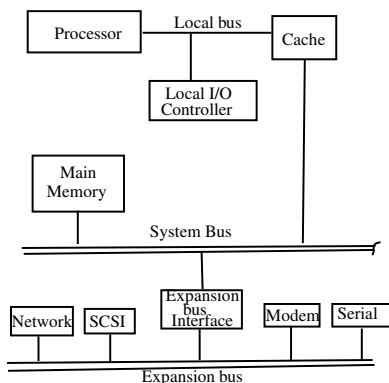 Local bus
Processor
Cache
Local I/O
Controller
Main
Memory
System Bus
Expansion
bus
Interface
Network
SCSI
Modem
Serial
Expansion bus